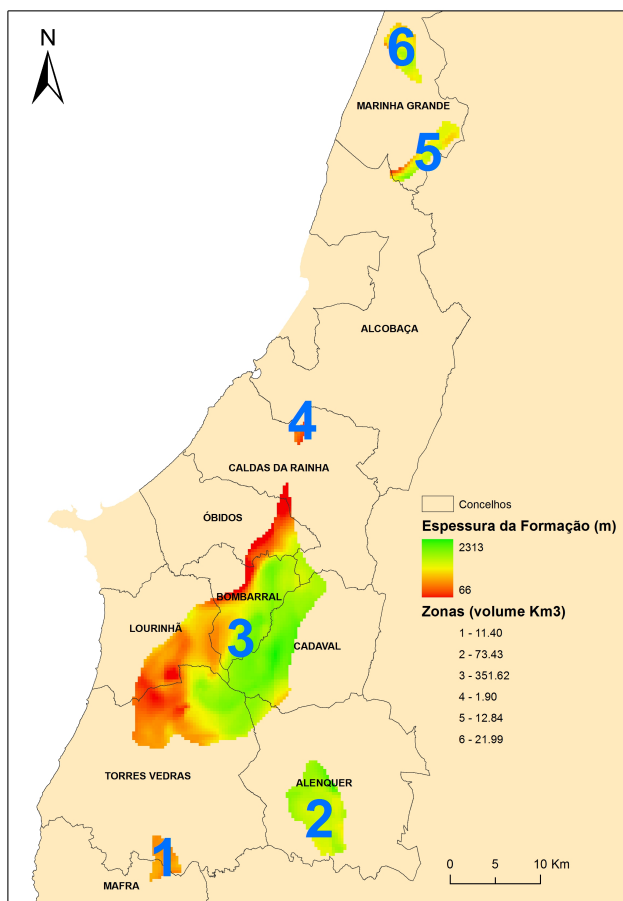 N
6
MARINHA GRANDE
5
ALCOBAÇA
4
CALDAS DA RAINHA
ÓBIDOS
Concelhos
Espessura da Formação (m)
2313
66
Zonas (volume Km3)
1 - 11.40
2 - 73.43
3 - 351.62
4 - 1.90
5 - 12.84
6 - 21.99
BOMBARRAL
LOURINHÃ
3
CADAVAL
TORRES VEDRAS
ALENQUER
2
1
MAFRA
0 5 10 Km